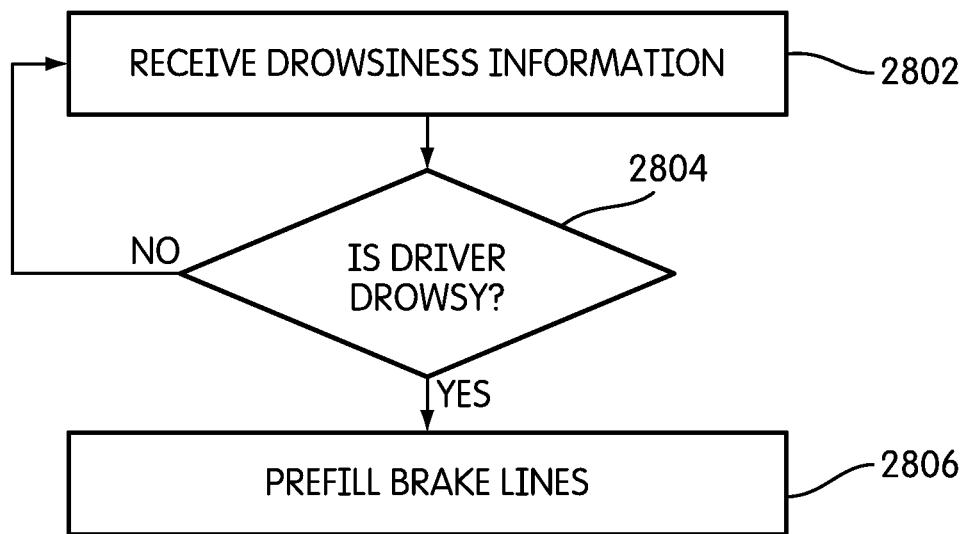 RECEIVE DROWSINESS INFORMATION
2802
2804
IS DRIVER
DROWSY?
NO
YES
PREFILL BRAKE LINES
2806